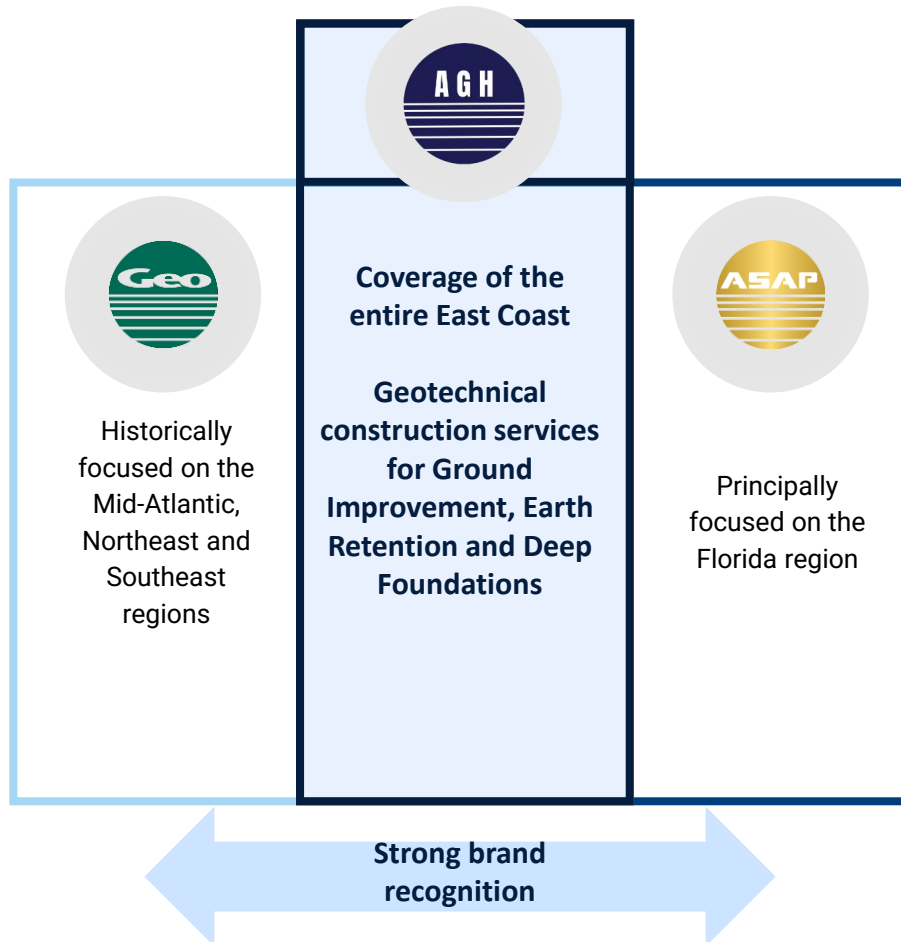 AGH
Geo
Historically
focused on the
Mid-Atlantic,
Northeast and
Southeast
regions
Coverage of the
entire East Coast
Geotechnical
construction services
for Ground
Improvement, Earth
Retention and Deep
Foundations
ASAP
Principally
focused on the
Florida region
Strong brand
recognition